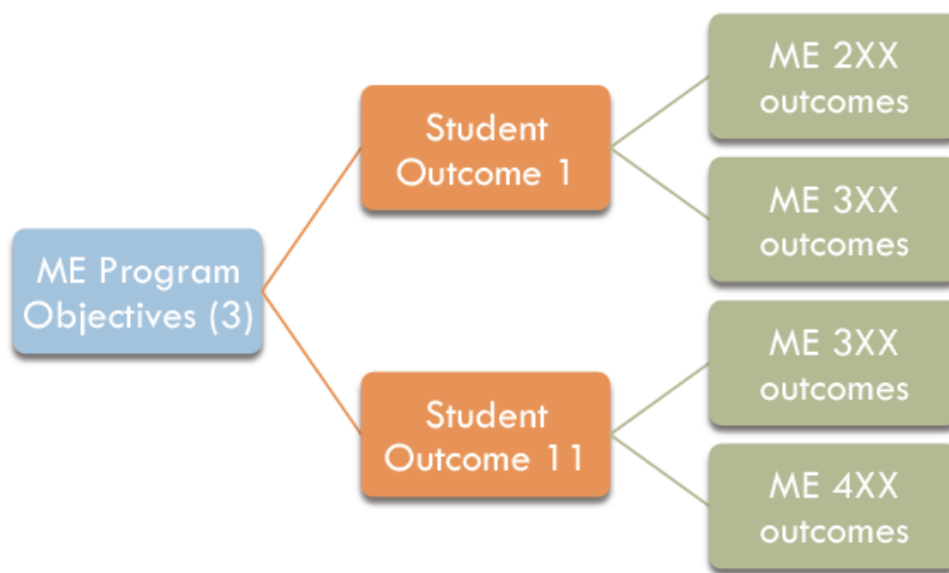 ME Program
Objectives (3)
Student
Outcome 1
ME 2XX
outcomes
ME 3XX
outcomes
Student
Outcome 11
ME 3XX
outcomes
ME 4XX
outcomes